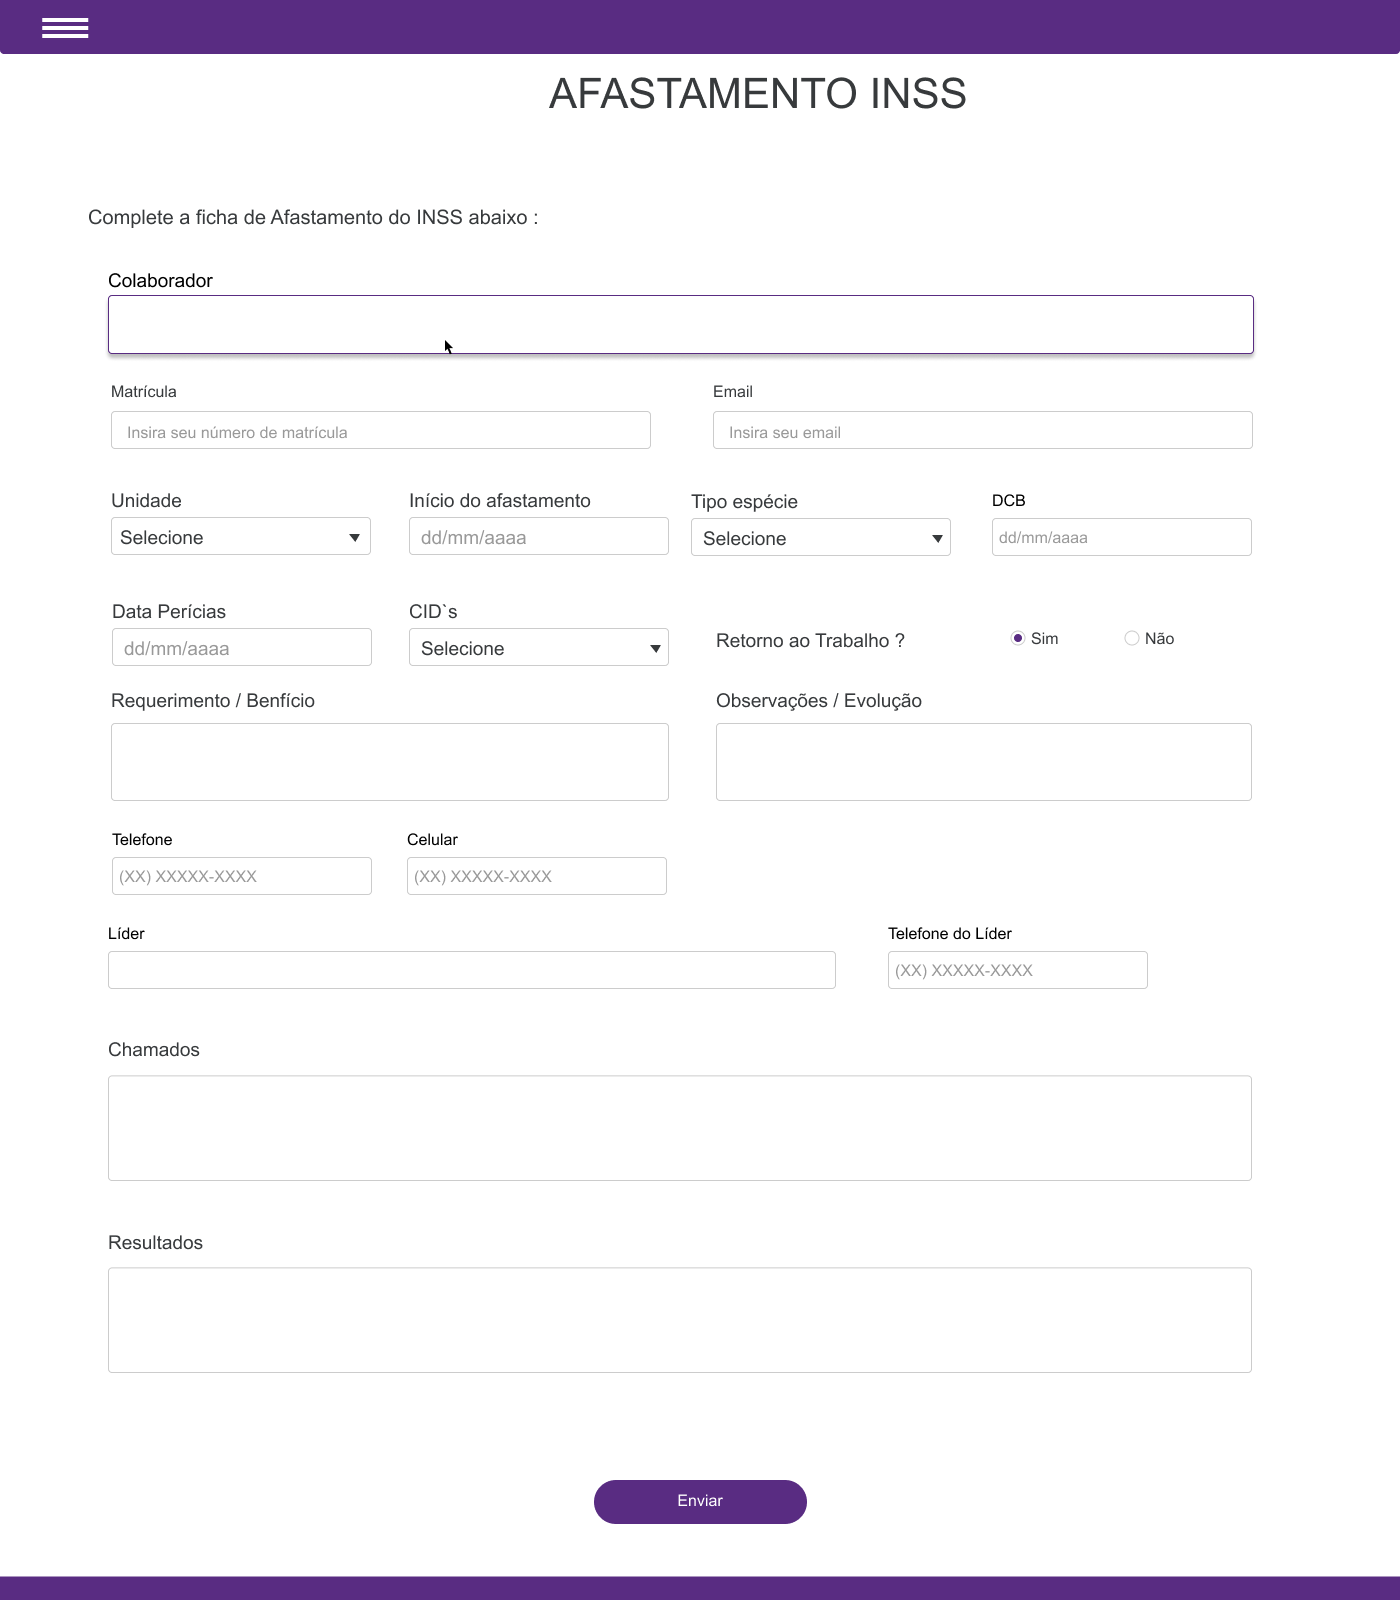 AFASTAMENTO INSS
Complete a ficha de Afastamento do INSS abaixo :
Colaborador
Matrícula
Email
Insira seu número de matrícula
Insira seu email
Unidade
Início do afastamento
Tipo espécie
DCB
Selecione
dd/mm/aaaa
Selecione
dd/mm/aaaa
Data Perícias
CID`s
dd/mm/aaaa
Selecione
Retorno ao Trabalho ?
Sim
Não
Requerimento / Benfício
Observações / Evolução
Telefone
Celular
(XX) XXXXX-XXXX
(XX) XXXXX-XXXX
Líder
Telefone do Líder
(XX) XXXXX-XXXX
Chamados
Resultados
Enviar